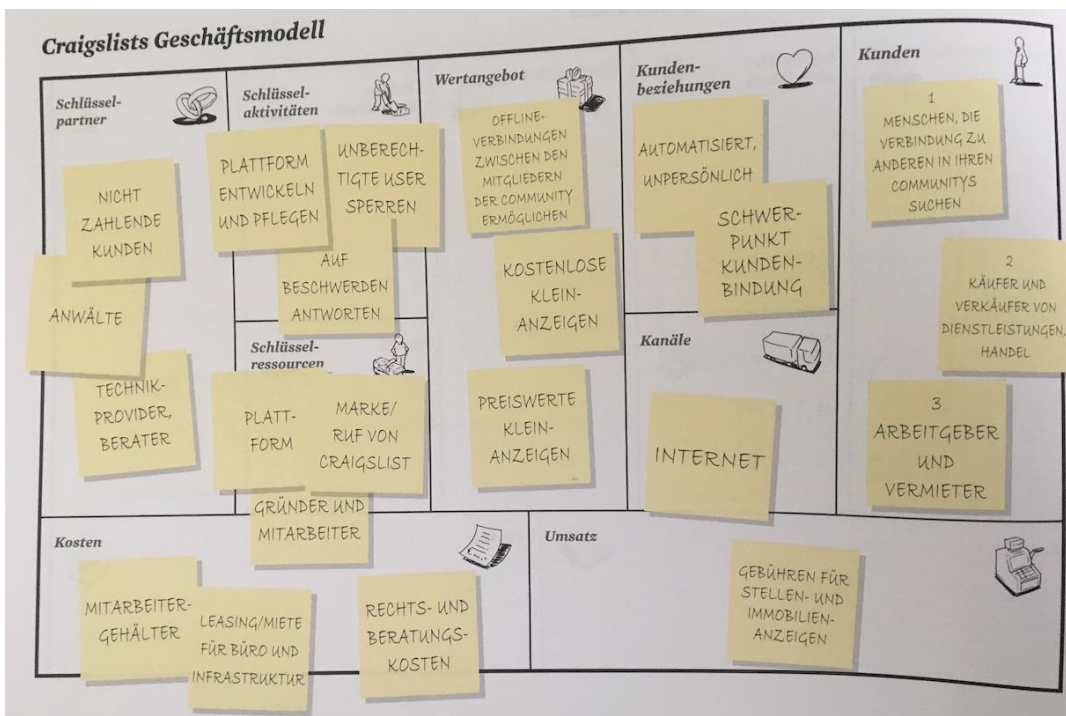 Craigslists Geschäftsmodell
Schlüssel-
partner
NICHT
ZAHLENDE
KUNDEN
ANWÄLTE
TECHNIK-
PROVIDER,
BERATER
Schlüssel-
aktivitäten
PLATTFORM
ENTWICKELN
UND PFLEGEN
UNBERECH-
TIGTE USER
SPERREN
AUF
BESCHWERDEN
ANTWORTEN
Schlüssel-
ressourcen
PLATT-
FORM
MARKE/
RUF VON
CRAIGSLIST
GRÜNDER UND
MITARBEITER
Wertangebot
OFFLINE-
VERBINDUNGEN
ZWISCHEN DEN
MITGLIEDERN
DER COMMUNITY
ERMÖGLICHEN
KOSTENLOSE
KLEIN-
ANZEIGEN
PREISWERTE
KLEIN-
ANZEIGEN
Kunden-
beziehungen
AUTOMATISIERT,
UNPERSÖNLICH
SCHWER-
PUNKT
KUNDEN-
BINDUNG
Kanäle
INTERNET
Kunden
1
MENSCHEN, DIE
VERBINDUNG ZU
ANDEREN IN IHREN
COMMUNITYS
SUCHEN
2
KÄUFER UND
VERKÄUFER VON
DIENSTLEISTUNGEN,
HANDEL
3
ARBEITGEBER
UND
VERMIETER
Kosten
MITARBEITER-
GEHÄLTER
LEASING/MIETE
FÜR BÜRO UND
INFRASTRUKTUR
RECHTS- UND
BERATUNGS-
KOSTEN
Umsatz
GEBÜHREN FÜR
STELLEN- UND
IMMOBILIEN-
ANZEIGEN